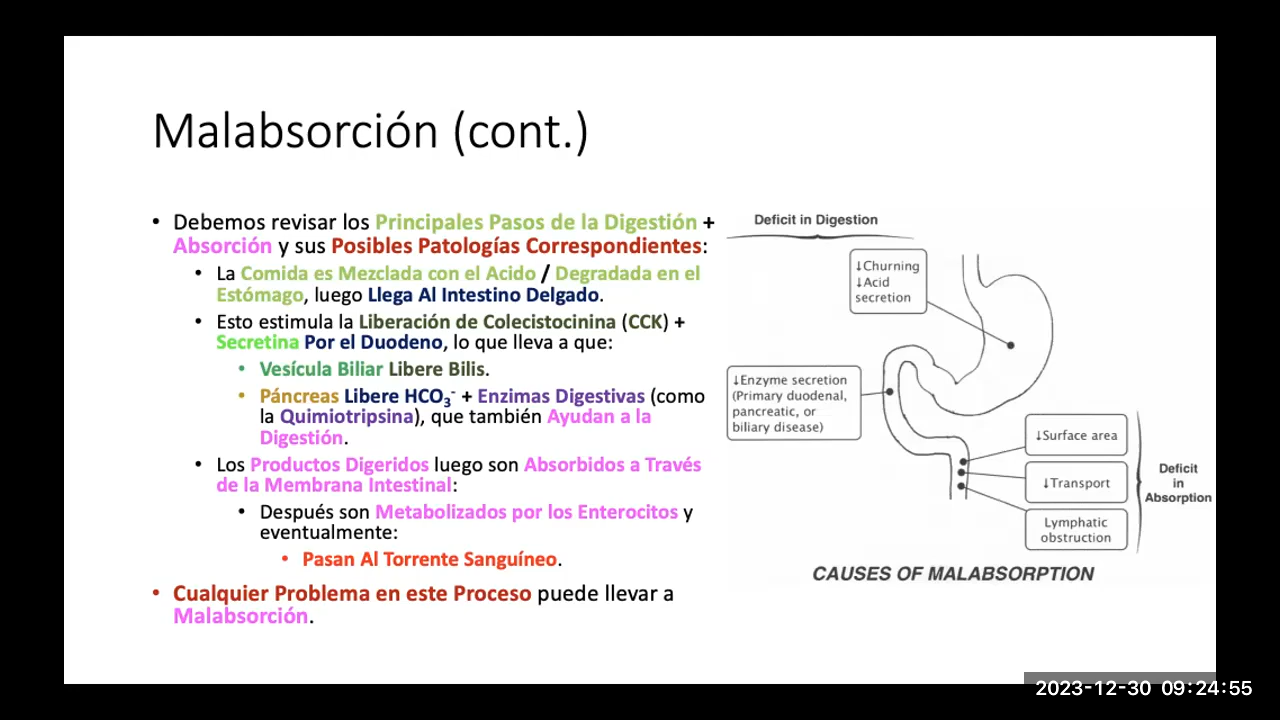 Malabsorción (cont.)
• Debemos revisar los Principales Pasos de la Digestión +
Absorción y sus Posibles Patologías Correspondientes:
• La Comida es Mezclada con el Acido / Degradada en el
Estómago, luego Llega Al Intestino Delgado.
• Esto estimula la Liberación de Colecistocinina (CCK) +
Secretina Por el Duodeno, lo que lleva a que:
• Vesícula Biliar Libere Bilis.
• Páncreas Libere HCO₃⁻ + Enzimas Digestivas (como
la Quimiotripsina), que también Ayudan a la
Digestión.
• Los Productos Digeridos luego son Absorbidos a Través
de la Membrana Intestinal:
• Después son Metabolizados por los Enterocitos y
eventualmente:
• Pasan Al Torrente Sanguíneo.
• Cualquier Problema en este Proceso puede llevar a
Malabsorción.
Deficit in Digestion
↓Churning
↓Acid
secretion
↓Enzyme secretion
(Primary duodenal,
pancreatic, or
biliary disease)
↓Surface area
↓Transport
Lymphatic
obstruction
Deficit
in
Absorption
CAUSES OF MALABSORPTION
2023-12-30 09:24:55